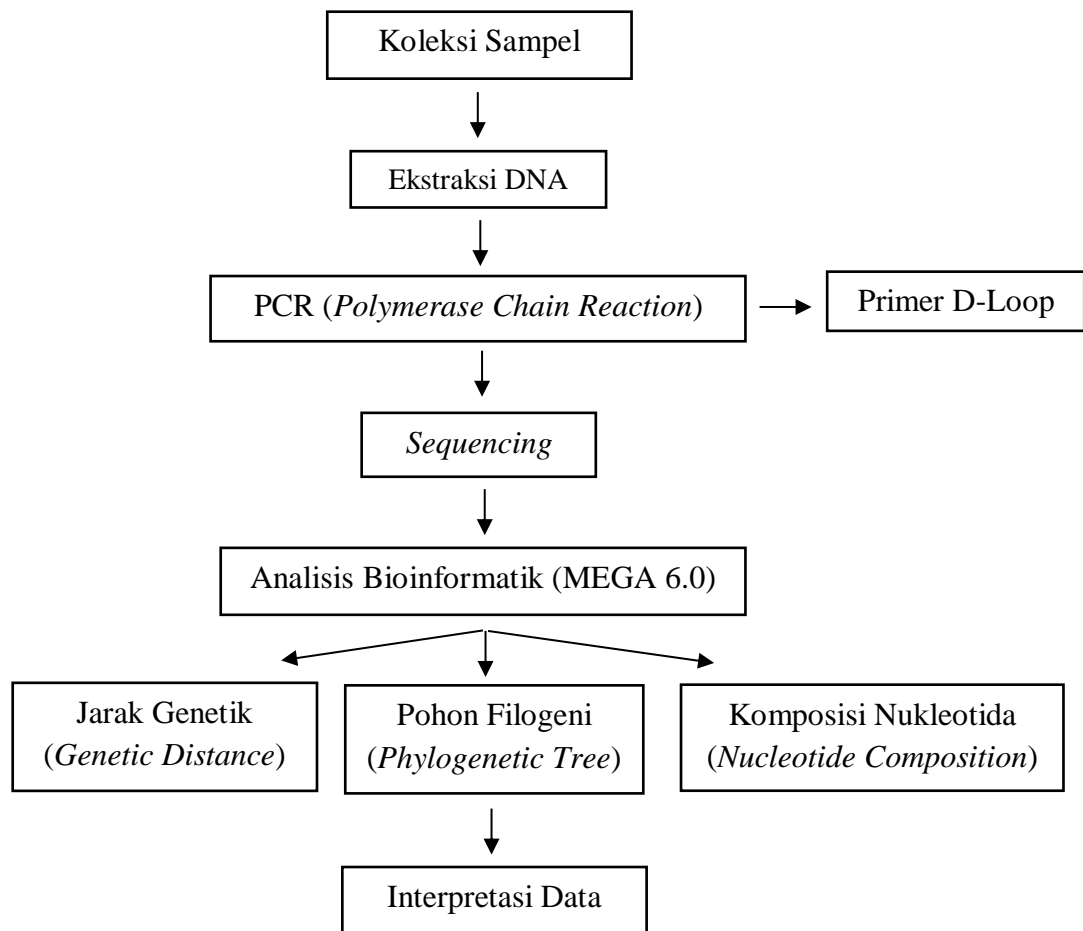 Koleksi Sampel
Ekstraksi DNA
PCR (Polymerase Chain Reaction)
Primer D-Loop
Sequencing
Analisis Bioinformatik (MEGA 6.0)
Jarak Genetik
(Genetic Distance)
Pohon Filogeni
(Phylogenetic Tree)
Komposisi Nukleotida
(Nucleotide Composition)
Interpretasi Data